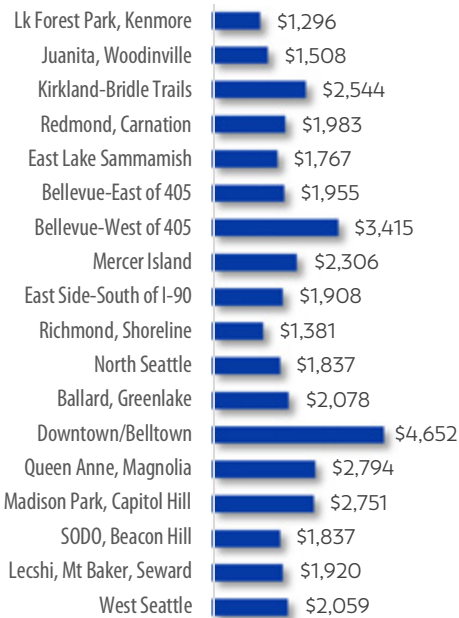 Lk Forest Park, Kenmore $1,296
Juanita, Woodinville $1,508
Kirkland-Bridle Trails $2,544
Redmond, Carnation $1,983
East Lake Sammamish $1,767
Bellevue-East of 405 $1,955
Bellevue-West of 405 $3,415
Mercer Island $2,306
East Side-South of I-90 $1,908
Richmond, Shoreline $1,381
North Seattle $1,837
Ballard, Greenlake $2,078
Downtown/Belltown $4,652
Queen Anne, Magnolia $2,794
Madison Park, Capitol Hill $2,751
SODO, Beacon Hill $1,837
Lecshi, Mt Baker, Seward $1,920
West Seattle $2,059